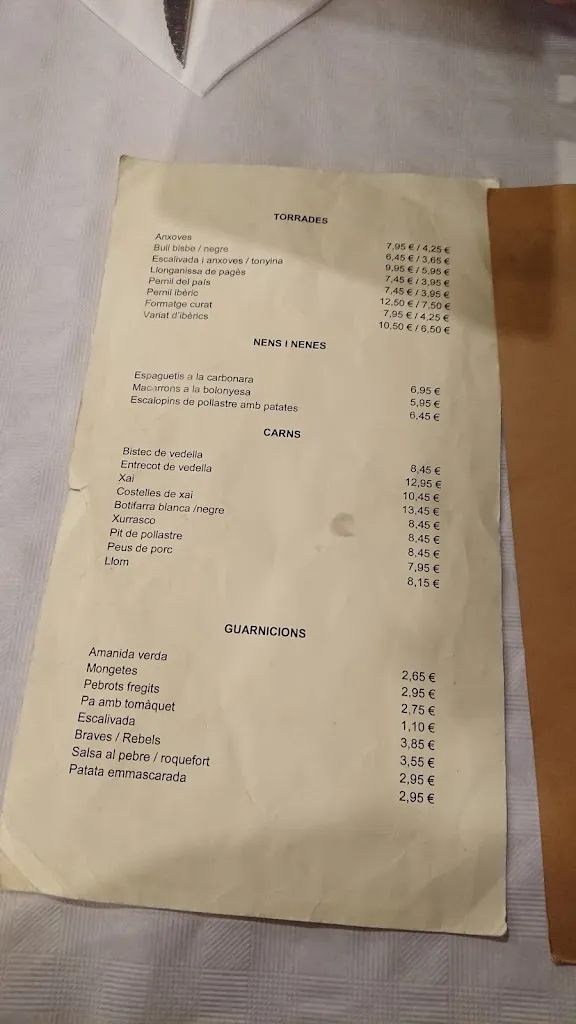 TORRADES
Anxoves 7,95 € / 4,25 €
Bull bisbe / negre 6,45 € / 3,65 €
Escalivada i anxoves / tonyina 9,95 € / 5,95 €
Llonganissa de pagès 7,45 € / 3,95 €
Pernil del país 7,45 € / 3,95 €
Pernil ibèric 12,50 € / 7,50 €
Formatge curat 7,95 € / 4,25 €
Variat d'ibèrics 10,50 € / 6,50 €
NENS I NENES
Espaguetis a la carbonara 6,95 €
Macarrons a la bolonyesa 5,95 €
Escalopins de pollastre amb patates 6,45 €
CARNS
Bistec de vedella 8,45 €
Entrecot de vedella 12,95 €
Xai 10,45 €
Costelles de xai 13,45 €
Botifarra blanca /negre 8,45 €
Xurrasco 8,45 €
Pit de pollastre 8,45 €
Peus de porc 7,95 €
Llom 8,15 €
GUARNICIONS
Amanida verda 2,65 €
Mongetes 2,95 €
Pebrots fregits 2,75 €
Pa amb tomàquet 1,10 €
Escalivada 3,85 €
Braves / Rebels 3,55 €
Salsa al pebre / roquefort 2,95 €
Patata emmascarada 2,95 €